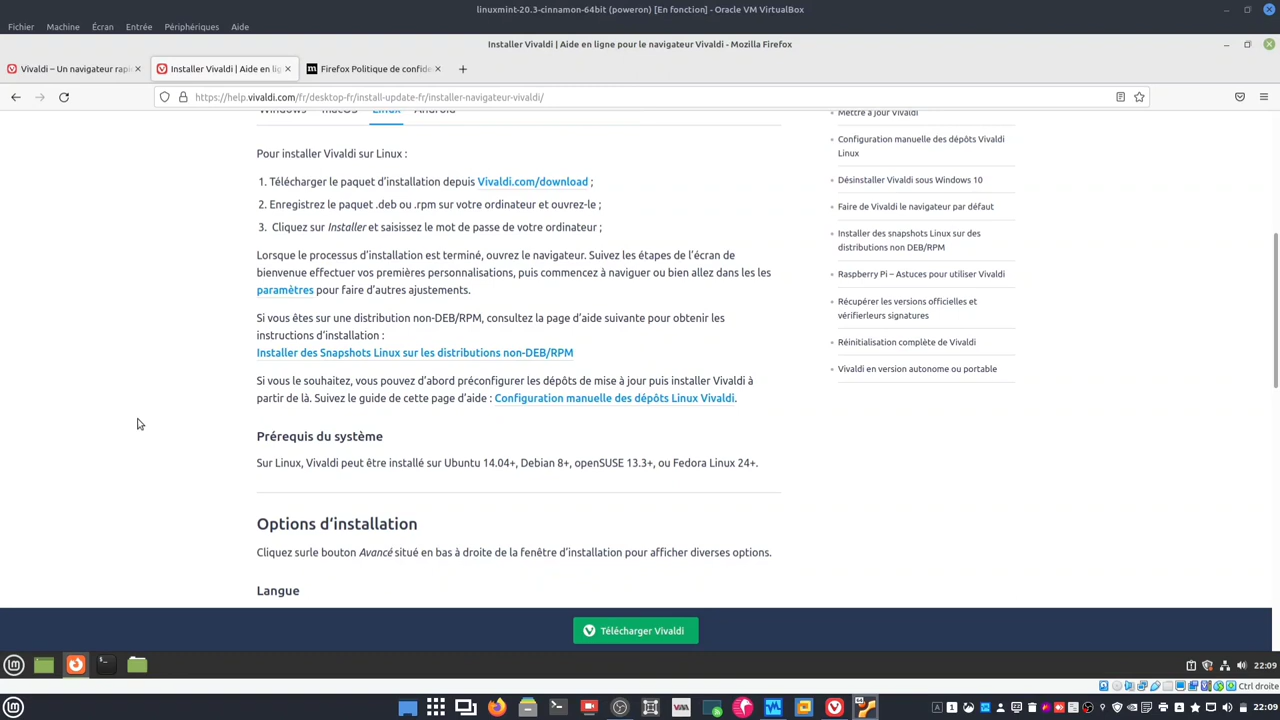 linuxmint-20.3-cinnamon-64bit (poweron) [En fonction] - Oracle VM VirtualBox
Fichier Machine Écran Entrée Périphériques Aide
Installer Vivaldi | Aide en ligne pour le navigateur Vivaldi - Mozilla Firefox
Vivaldi – Un navigateur rapi
Installer Vivaldi | Aide en lig
Firefox Politique de confide
https://help.vivaldi.com/fr/desktop-fr/install-update-fr/installer-navigateur-vivaldi/
Windows macOS Linux Android
Pour installer Vivaldi sur Linux :
1. Télécharger le paquet d’installation depuis Vivaldi.com/download ;
2. Enregistrez le paquet .deb ou .rpm sur votre ordinateur et ouvrez-le ;
3. Cliquez sur Installer et saisissez le mot de passe de votre ordinateur ;
Lorsque le processus d’installation est terminé, ouvrez le navigateur. Suivez les étapes de l’écran de
bienvenue effectuer vos premières personnalisations, puis commencez à naviguer ou bien allez dans les les
paramètres pour faire d’autres ajustements.
Si vous êtes sur une distribution non-DEB/RPM, consultez la page d’aide suivante pour obtenir les
instructions d’installation :
Installer des Snapshots Linux sur les distributions non-DEB/RPM
Si vous le souhaitez, vous pouvez d’abord préconfigurer les dépôts de mise à jour puis installer Vivaldi à
partir de là. Suivez le guide de cette page d’aide : Configuration manuelle des dépôts Linux Vivaldi.
Prérequis du système
Sur Linux, Vivaldi peut être installé sur Ubuntu 14.04+, Debian 8+, openSUSE 13.3+, ou Fedora Linux 24+.
Options d’installation
Cliquez surle bouton Avancé situé en bas à droite de la fenêtre d’installation pour afficher diverses options.
Langue
Mettre à jour Vivaldi
Configuration manuelle des dépôts Vivaldi
Linux
Désinstaller Vivaldi sous Windows 10
Faire de Vivaldi le navigateur par défaut
Installer des snapshots Linux sur des
distributions non DEB/RPM
Raspberry Pi – Astuces pour utiliser Vivaldi
Récupérer les versions officielles et
vérifierleurs signatures
Réinitialisation complète de Vivaldi
Vivaldi en version autonome ou portable
Télécharger Vivaldi
22:09
Ctrl droite
22:09